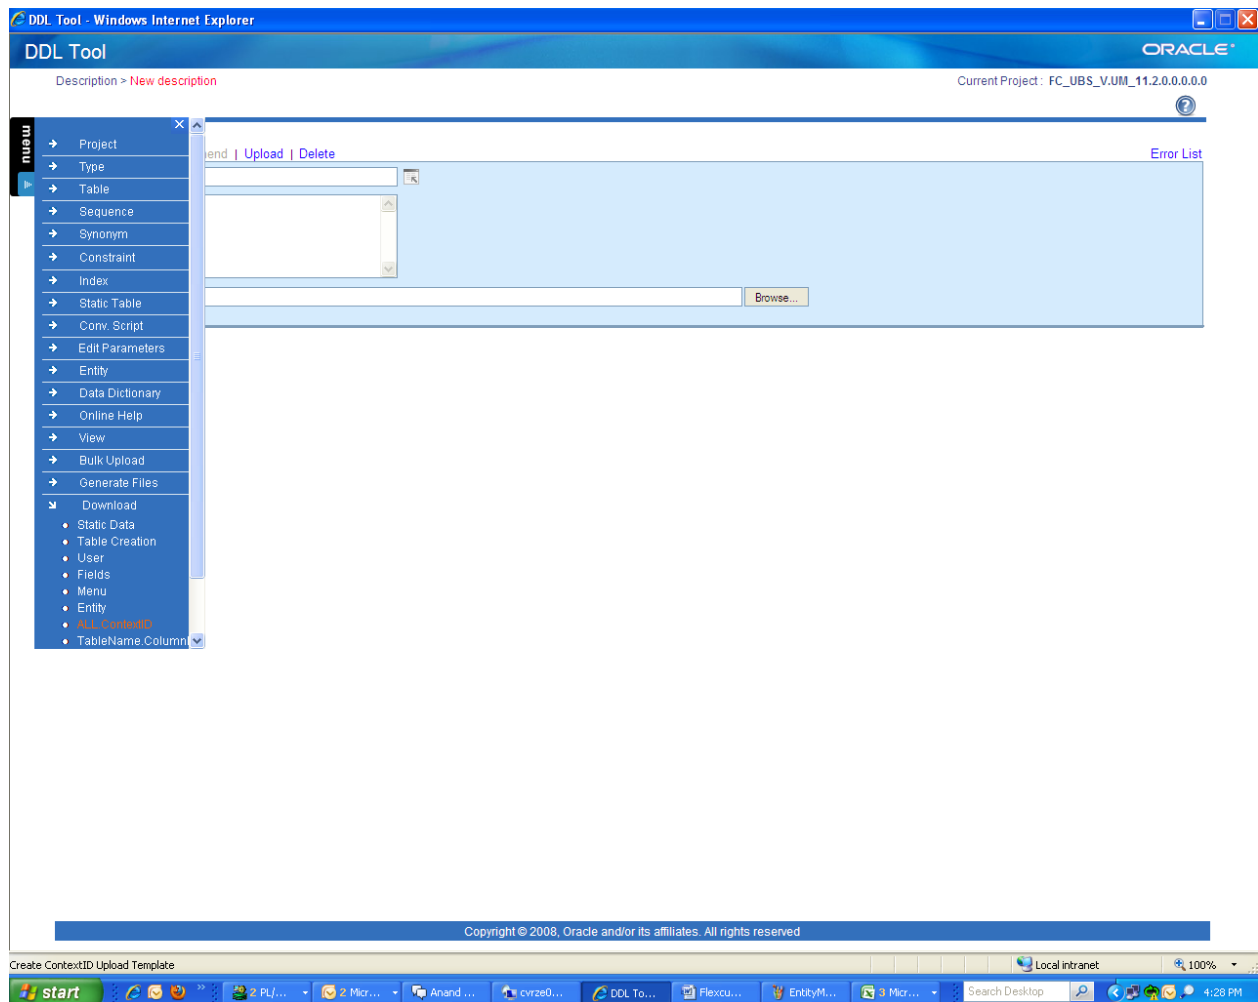 DDL Tool - Windows Internet Explorer
DDL Tool
ORACLE
Description > New description
Current Project : FC_UBS_V.UM_11.2.0.0.0.0.0
menu
| Upload | Delete
Error List
Project
Type
Table
Sequence
Synonym
Constraint
Index
Static Table
Conv. Script
Edit Parameters
Entity
Data Dictionary
Online Help
View
Bulk Upload
Generate Files
Download
Static Data
Table Creation
User
Fields
Menu
Entity
ALL.ContextID
TableName.Column
Browse...
Copyright © 2008, Oracle and/or its affiliates. All rights reserved
Create ContextID Upload Template
Local intranet
100%
start
2 PL/...
2 Micr...
Anand ...
cvrze0...
DDL To...
Flexcu...
EntityM...
3 Micr...
Search Desktop
4:28 PM